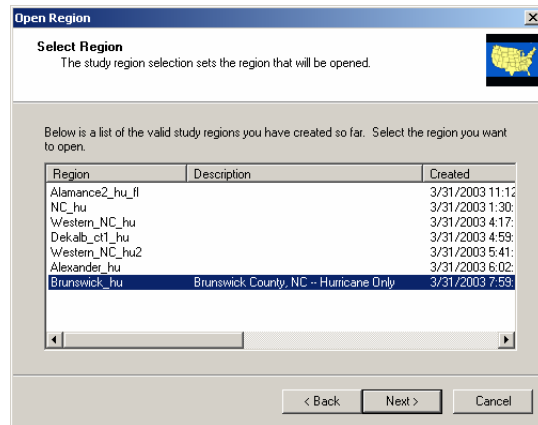 Open Region
Select Region
The study region selection sets the region that will be opened.
Below is a list of the valid study regions you have created so far. Select the region you want
to open.
Region Description Created
Alamance2_hu_fl 3/31/2003 11:12
NC_hu 3/31/2003 1:30:
Western_NC_hu 3/31/2003 4:17:
Dekalb_ct1_hu 3/31/2003 4:59:
Western_NC_hu2 3/31/2003 5:41:
Alexander_hu 3/31/2003 6:02:
Brunswick_hu Brunswick County, NC -- Hurricane Only 3/31/2003 7:59:
< Back Next > Cancel